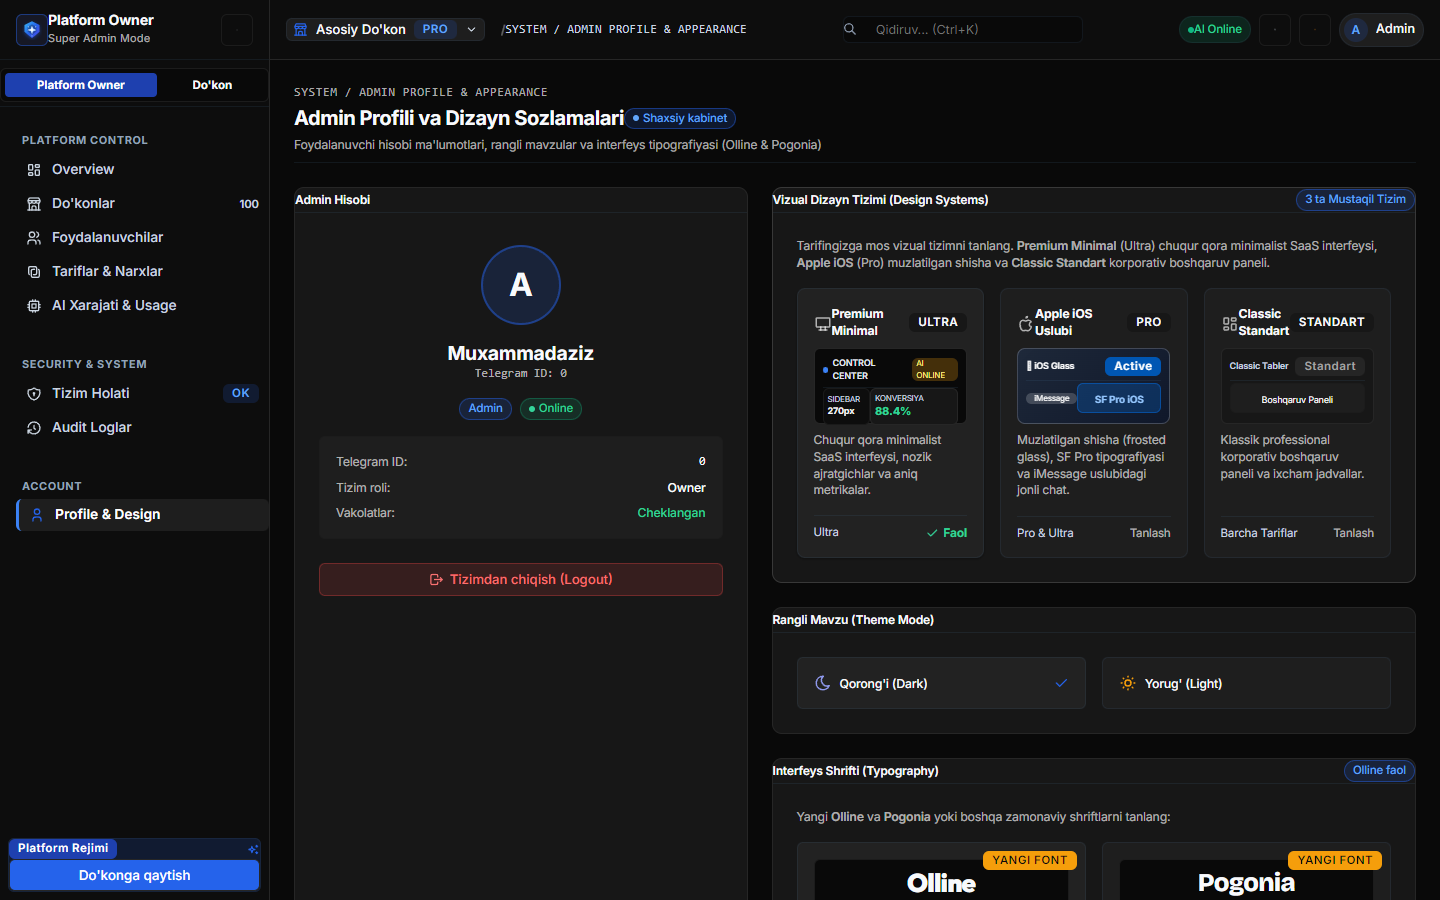 Platform Owner
Super Admin Mode
Platform Owner
Do'kon
PLATFORM CONTROL
Overview
Do'konlar
100
Foydalanuvchilar
Tariflar & Narxlar
AI Xarajati & Usage
SECURITY & SYSTEM
Tizim Holati
OK
Audit Loglar
ACCOUNT
Profile & Design
Platform Rejimi
Do'konga qaytish
Asosiy Do'kon
PRO
/SYSTEM / ADMIN PROFILE & APPEARANCE
Qidiruv... (Ctrl+K)
AI Online
A
Admin
SYSTEM / ADMIN PROFILE & APPEARANCE
Admin Profili va Dizayn Sozlamalari
Shaxsiy kabinet
Foydalanuvchi hisobi ma'lumotlari, rangli mavzular va interfeys tipografiyasi (Olline & Pogonia)
Admin Hisobi
A
Muxammadaziz
Telegram ID: 0
Admin
Online
Telegram ID:
0
Tizim roli:
Owner
Vakolatlar:
Cheklangan
Tizimdan chiqish (Logout)
Vizual Dizayn Tizimi (Design Systems)
3 ta Mustaqil Tizim
Tarifingizga mos vizual tizimni tanlang. Premium Minimal (Ultra) chuqur qora minimalist SaaS interfeysi,
Apple iOS (Pro) muzlatilgan shisha va Classic Standart korporativ boshqaruv paneli.
Premium
Minimal
ULTRA
CONTROL
CENTER
AI
ONLINE
SIDEBAR
270px
KONVERSIYA
88.4%
Chuqur qora minimalist
SaaS interfeysi, nozik
ajratgichlar va aniq
metrikalar.
Ultra
Faol
Apple iOS
Uslubi
PRO
iOS Glass
Active
iMessage
SF Pro iOS
Muzlatilgan shisha (frosted
glass), SF Pro tipografiyasi
va iMessage uslubidagi
jonli chat.
Pro & Ultra
Tanlash
Classic
Standart
STANDART
Classic Tabler
Standart
Boshqaruv Paneli
Klassik professional
korporativ boshqaruv
paneli va ixcham jadvallar.
Barcha Tariflar
Tanlash
Rangli Mavzu (Theme Mode)
Qorong'i (Dark)
Yorug' (Light)
Interfeys Shrifti (Typography)
Olline faol
Yangi Olline va Pogonia yoki boshqa zamonaviy shriftlarni tanlang:
YANGI FONT
Olline
YANGI FONT
Pogonia